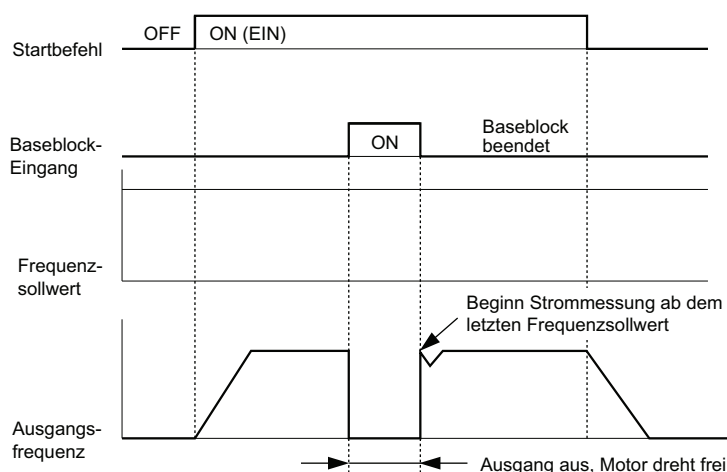 Startbefehl
OFF
ON (EIN)
Baseblock-
Eingang
ON
Baseblock
beendet
Frequenz-
sollwert
Beginn Strommessung ab dem
letzten Frequenzsollwert
Ausgangs-
frequenz
Ausgang aus, Motor dreht frei